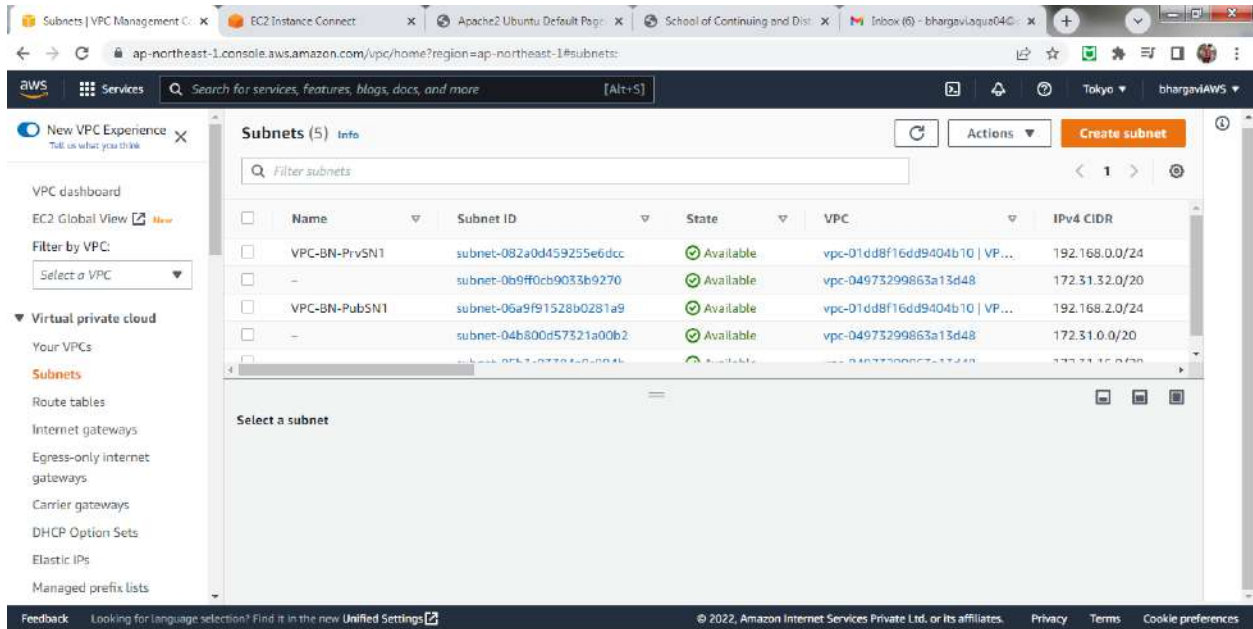 Subnets | VPC Management C
EC2 Instance Connect
Apache2 Ubuntu Default Page
School of Continuing and Dist
Inbox (6) - bhargaviaqua04@
ap-northeast-1.console.aws.amazon.com/vpc/home?region=ap-northeast-1#subnets:
aws Services Search for services, features, blogs, docs, and more [Alt+S] Tokyo bhargaviAWS
New VPC Experience
Tell us what you think
VPC dashboard
EC2 Global View New
Filter by VPC:
Select a VPC
Virtual private cloud
Your VPCs
Subnets
Route tables
Internet gateways
Egress-only internet
gateways
Carrier gateways
DHCP Option Sets
Elastic IPs
Managed prefix lists
Subnets (5) Info Actions Create subnet
Filter subnets 1
Name Subnet ID State VPC IPv4 CIDR
VPC-BN-PrvSN1 subnet-082a0d459255e6dcc Available vpc-01dd8f16dd9404b10 | VP... 192.168.0.0/24
– subnet-0b9ff0cb9033b9270 Available vpc-04973299863a13d48 172.31.32.0/20
VPC-BN-PubSN1 subnet-06a9f91528b0281a9 Available vpc-01dd8f16dd9404b10 | VP... 192.168.2.0/24
– subnet-04b800d57321a00b2 Available vpc-04973299863a13d48 172.31.0.0/20
Select a subnet
Feedback Looking for language selection? Find it in the new Unified Settings © 2022, Amazon Internet Services Private Ltd. or its affiliates. Privacy Terms Cookie preferences